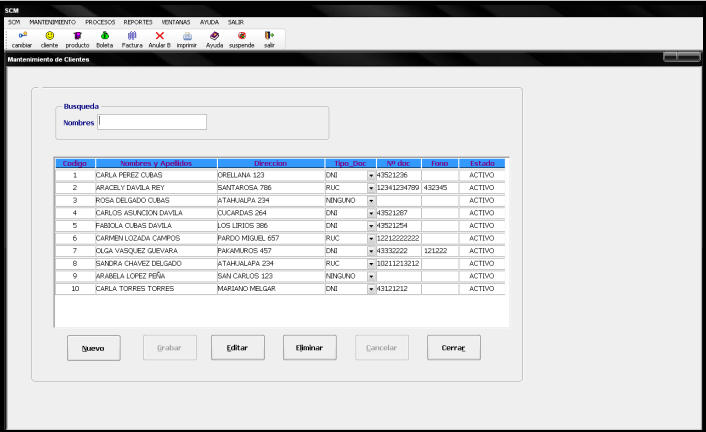 SCM
SCM MANTENIMIENTO PROCESOS REPORTES VENTANAS AYUDA SALIR
cambiar cliente producto Boleta Factura Anular B imprimir Ayuda suspende salir
Mantenimiento de Clientes
Busqueda
Nombres
Codigo Nombres y Apellidos Direccion Tipo_Doc Nº doc Fono Estado
1 CARLA PEREZ CUBAS ORELLANA 123 DNI 43521236 ACTIVO
2 ARACELY DAVILA REY SANTAROSA 786 RUC 12341234789 432345 ACTIVO
3 ROSA DELGADO CUBAS ATAHUALPA 234 NINGUNO ACTIVO
4 CARLOS ASUNCION DAVILA CUCARDAS 264 DNI 43521287 ACTIVO
5 FABIOLA CUBAS DAVILA LOS LIRIOS 386 DNI 43521254 ACTIVO
6 CARMEN LOZADA CAMPOS PARDO MIGUEL 657 RUC 12212222222 ACTIVO
7 OLGA VASQUEZ GUEVARA PAKAMUROS 457 DNI 43332222 121222 ACTIVO
8 SANDRA CHAVEZ DELGADO ATAHUALAPA 234 RUC 10211213212 ACTIVO
9 ARABELA LOPEZ PEÑA SAN CARLOS 123 NINGUNO ACTIVO
10 CARLA TORRES TORRES MARIANO MELGAR DNI 43121212 ACTIVO
Nuevo Grabar Editar Eliminar Cancelar Cerrar